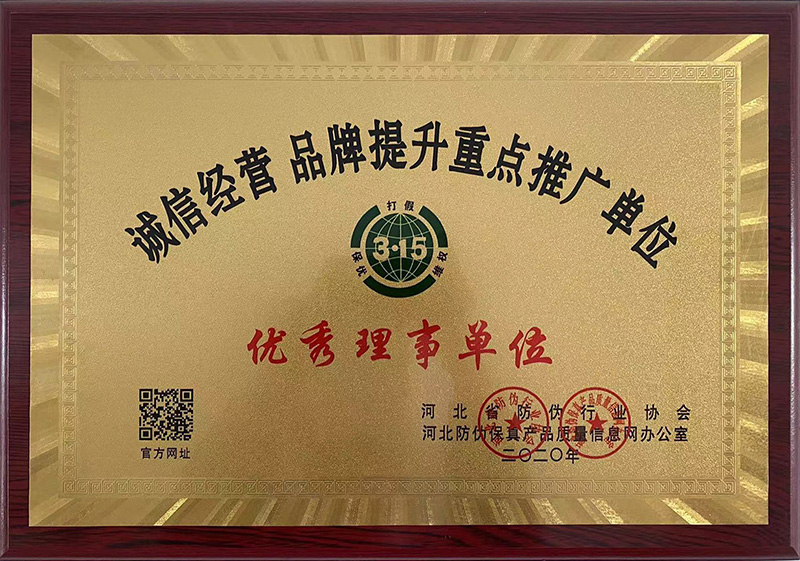 诚信经营 品牌提升重点推广单位
打假
3·15
保优 维权
优秀理事单位
官方网址
河北省防伪行业协会
河北防伪保真产品质量信息网办公室
二〇二〇年